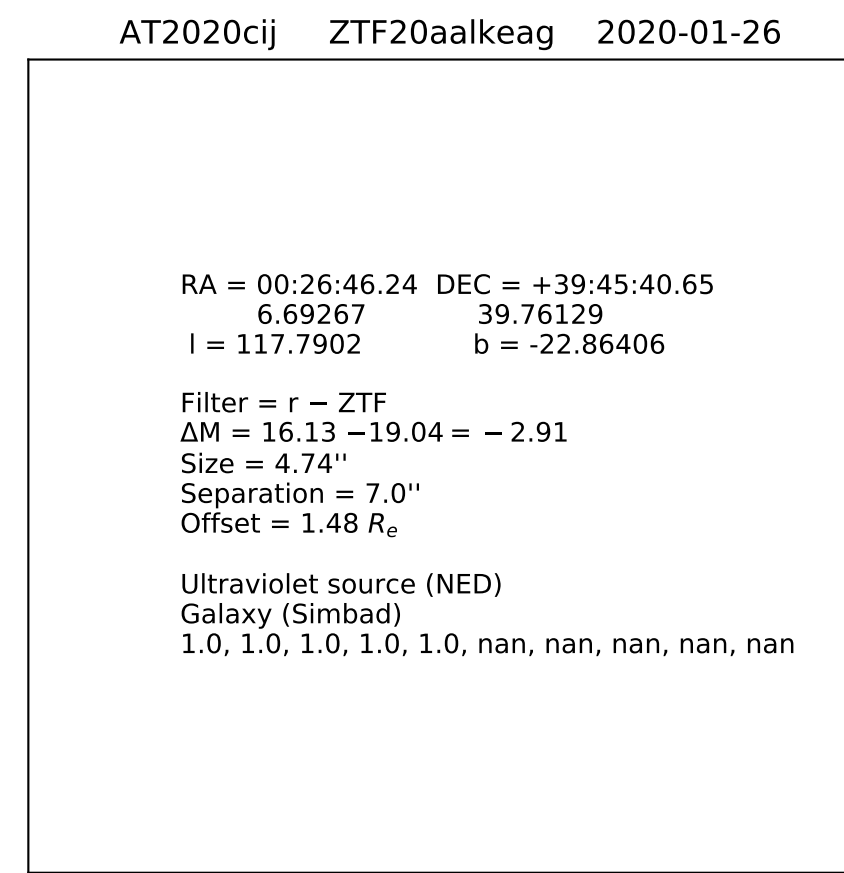 AT2020cij ZTF20aalkeag 2020-01-26
RA = 00:26:46.24 DEC = +39:45:40.65
6.69267 39.76129
l = 117.7902 b = -22.86406
Filter = r − ZTF
ΔM = 16.13 −19.04 = − 2.91
Size = 4.74''
Separation = 7.0''
Offset = 1.48 Rₑ
Ultraviolet source (NED)
Galaxy (Simbad)
1.0, 1.0, 1.0, 1.0, 1.0, nan, nan, nan, nan, nan